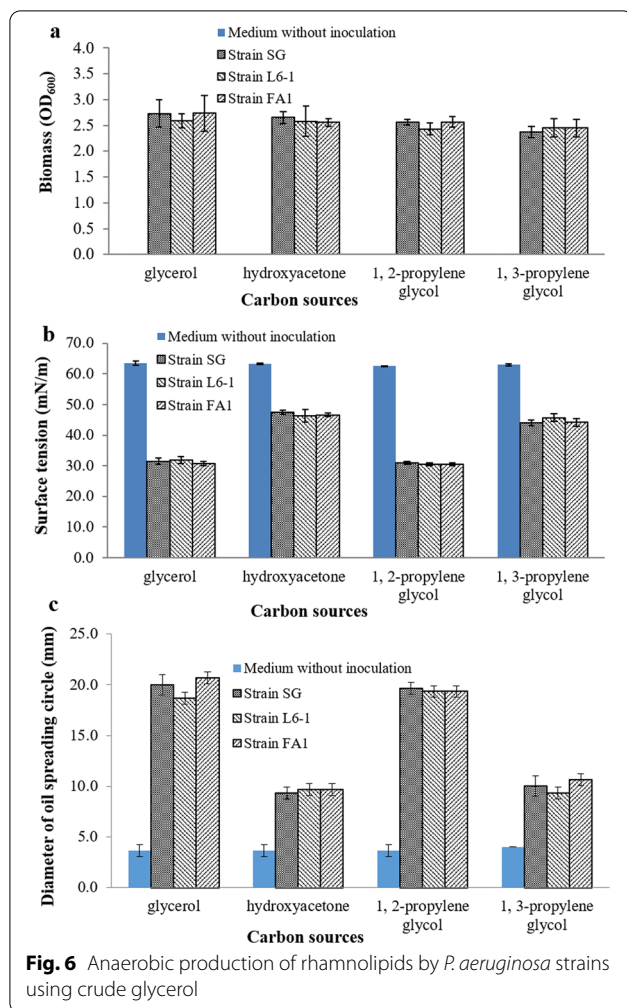 a
Medium without inoculation
Strain SG
Strain L6-1
Strain FA1
Biomass (OD600)
4.0
3.5
3.0
2.5
2.0
1.5
1.0
0.5
0.0
glycerol hydroxyacetone 1, 2-propylene glycol 1, 3-propylene glycol
Carbon sources
b
Medium without inoculation
Strain SG
Strain L6-1
Strain FA1
Surface tension (mN/m)
70.0
60.0
50.0
40.0
30.0
20.0
10.0
0.0
glycerol hydroxyacetone 1, 2-propylene glycol 1, 3-propylene glycol
Carbon sources
c
Medium without inoculation
Strain SG
Strain L6-1
Strain FA1
Diameter of oil spreading circle (mm)
25.0
20.0
15.0
10.0
5.0
0.0
glycerol hydroxyacetone 1, 2-propylene glycol 1, 3-propylene glycol
Carbon sources
Fig. 6 Anaerobic production of rhamnolipids by P. aeruginosa strains
using crude glycerol